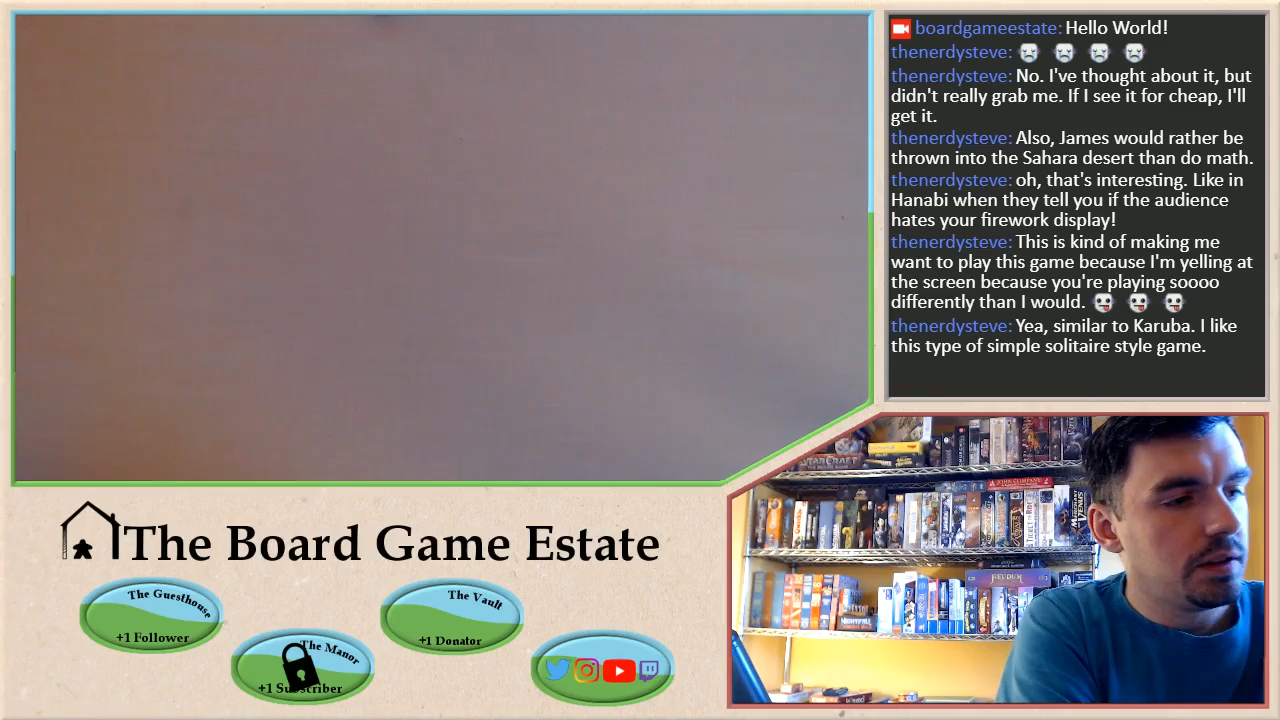 boardgameestate: Hello World!
thenerdysteve:
thenerdysteve: No. I've thought about it, but
didn't really grab me. If I see it for cheap, I'll
get it.
thenerdysteve: Also, James would rather be
thrown into the Sahara desert than do math.
thenerdysteve: oh, that's interesting. Like in
Hanabi when they tell you if the audience
hates your firework display!
thenerdysteve: This is kind of making me
want to play this game because I'm yelling at
the screen because you're playing soooo
differently than I would.
thenerdysteve: Yea, similar to Karuba. I like
this type of simple solitaire style game.
STARCRAFT
JOHN COMPANY
MERCHANT
VENUS
The Board Game Estate
The Guesthouse
+1 Follower
The Manor
+1 Subscriber
The Vault
+1 Donator